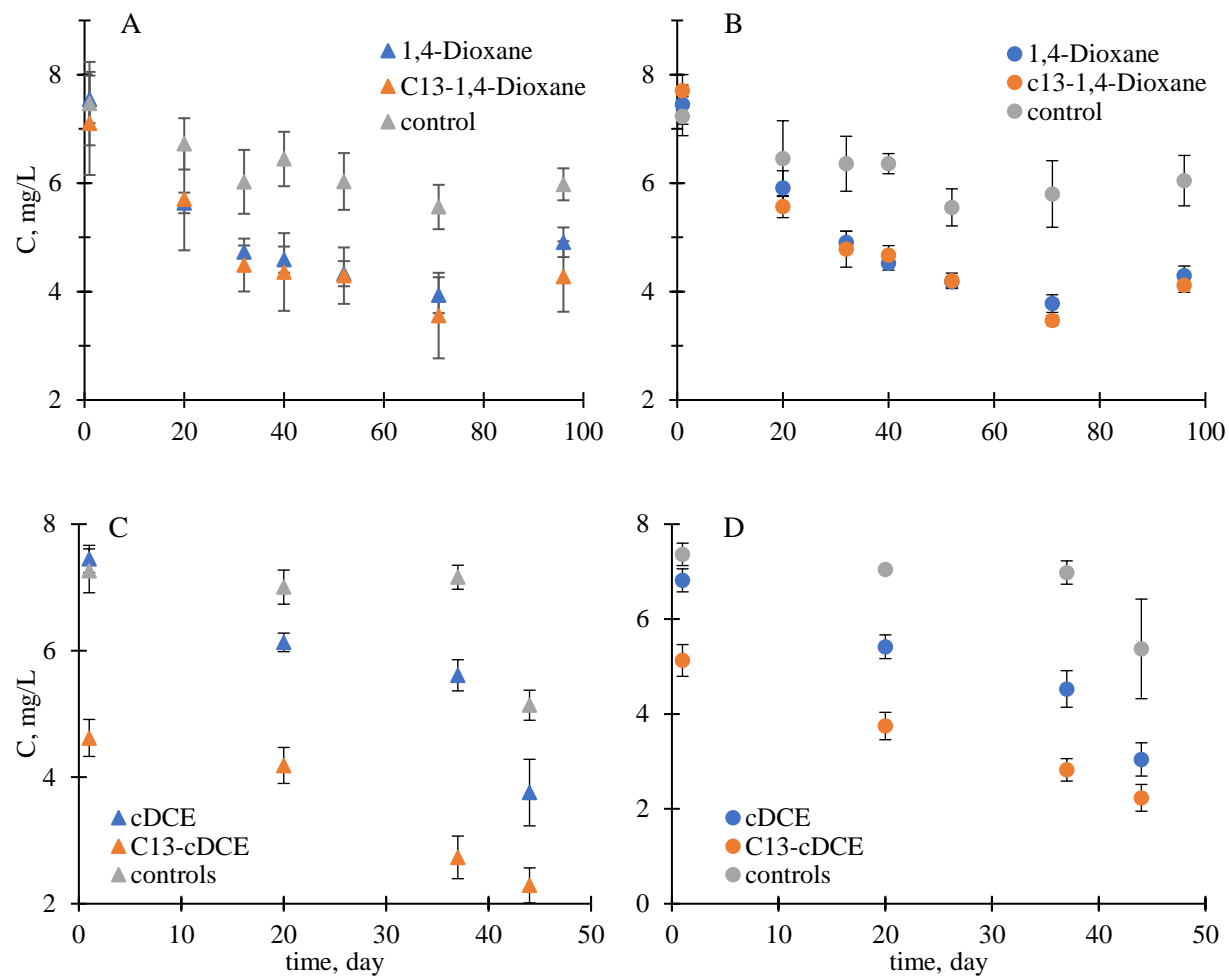 A
1,4-Dioxane
C13-1,4-Dioxane
control
8
6
4
2
C, mg/L
0 20 40 60 80 100
B
1,4-Dioxane
c13-1,4-Dioxane
control
8
6
4
2
0 20 40 60 80 100
C
8
6
4
2
C, mg/L
cDCE
C13-cDCE
controls
0 10 20 30 40 50
time, day
D
8
6
4
2
0
cDCE
C13-cDCE
controls
0 10 20 30 40 50
time, day